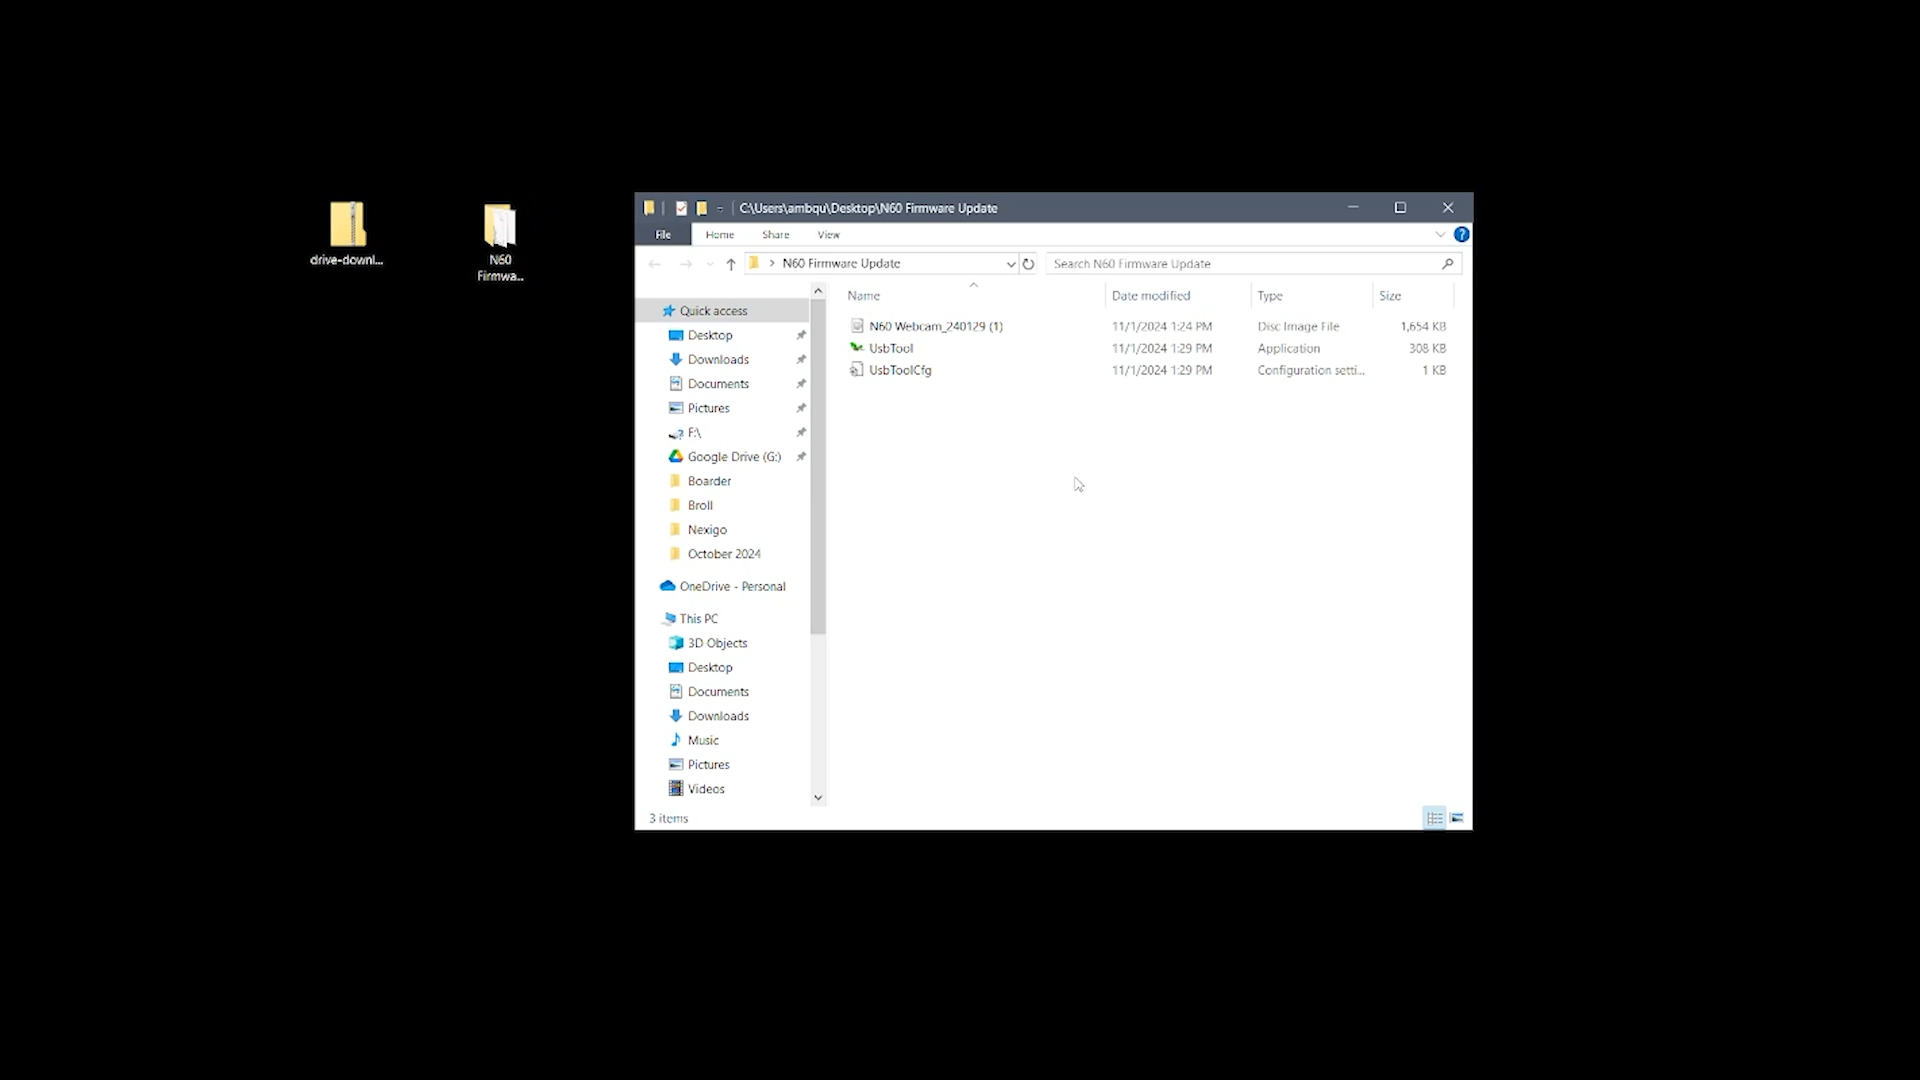 drive-downl...
N60
Firmwa...
C:\Users\ambqu\Desktop\N60 Firmware Update
File Home Share View
N60 Firmware Update
Search N60 Firmware Update
Name Date modified Type Size
N60 Webcam_240129 (1) 11/1/2024 1:24 PM Disc Image File 1,654 KB
UsbTool 11/1/2024 1:29 PM Application 308 KB
UsbToolCfg 11/1/2024 1:29 PM Configuration setti... 1 KB
Quick access
Desktop
Downloads
Documents
Pictures
F:\
Google Drive (G:)
Boarder
Broll
Nexigo
October 2024
OneDrive - Personal
This PC
3D Objects
Desktop
Documents
Downloads
Music
Pictures
Videos
3 items